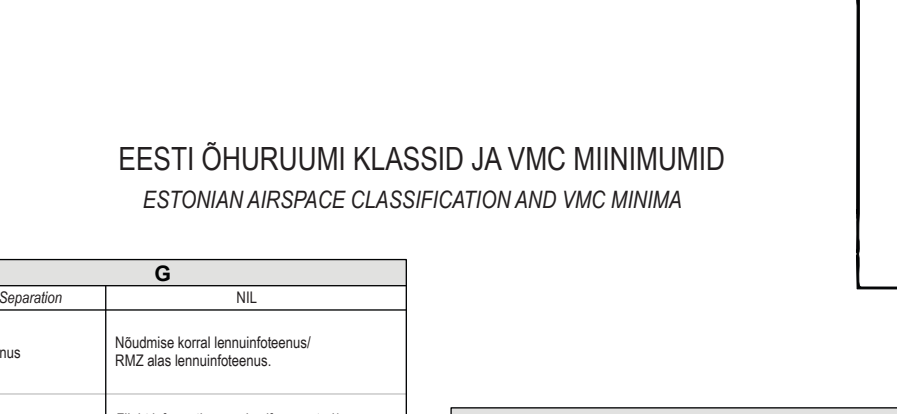 EESTI ÕHURUUMI KLASSID JA VMC MIINIMUMID
ESTONIAN AIRSPACE CLASSIFICATION AND VMC MINIMA
G
Separation NIL
Nõudmise korral lennuinfoteenus/
RMZ alas lennuinfoteenus.